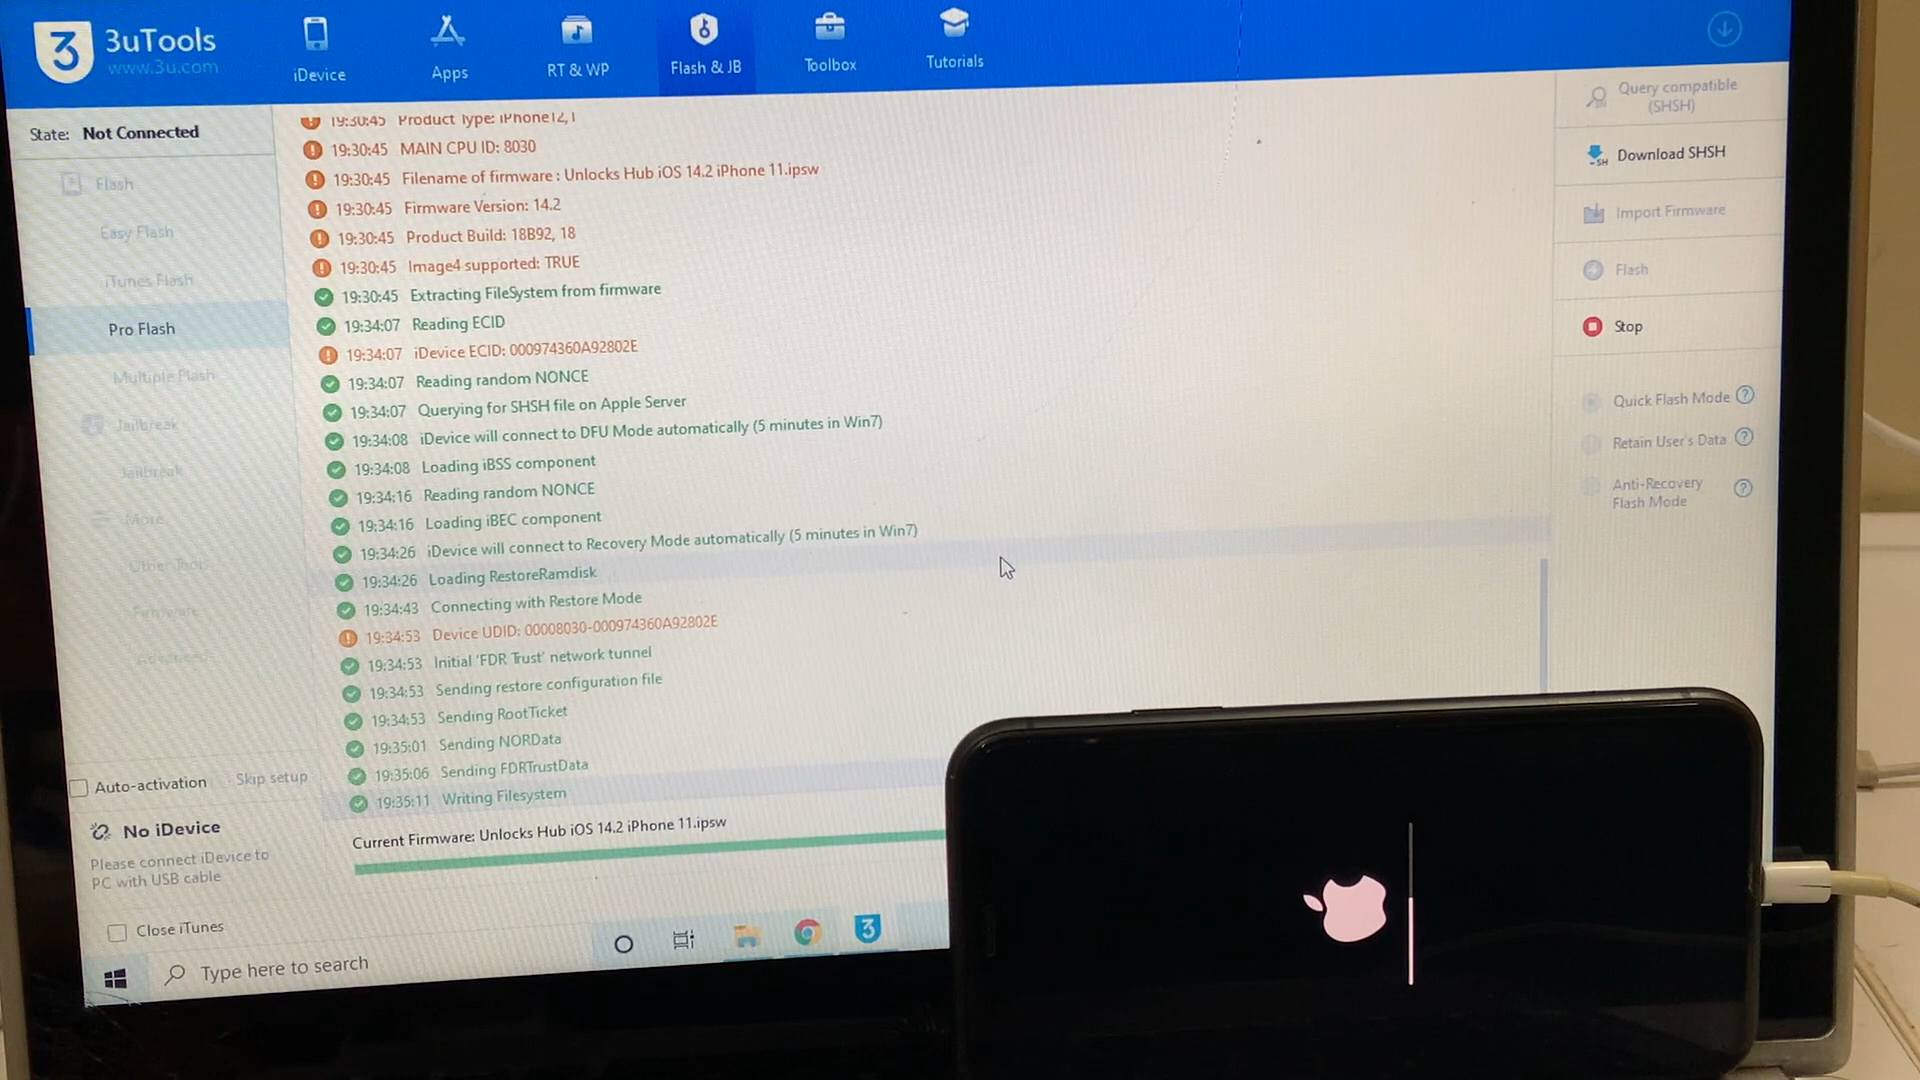 3uTools
www.3u.com
iDevice
Apps
RT & WP
Flash & JB
Toolbox
Tutorials
State: Not Connected
Flash
Easy Flash
iTunes Flash
Pro Flash
Multiple Flash
Jailbreak
Jailbreak
More
Other Tools
Firmware
Advanced
Auto-activation Skip setup
No iDevice
Please connect iDevice to
PC with USB cable
Close iTunes
19:30:45 Product Type: iPhone12,1
19:30:45 MAIN CPU ID: 8030
19:30:45 Filename of firmware : Unlocks Hub iOS 14.2 iPhone 11.ipsw
19:30:45 Firmware Version: 14.2
19:30:45 Product Build: 18B92, 18
19:30:45 Image4 supported: TRUE
19:30:45 Extracting FileSystem from firmware
19:34:07 Reading ECID
19:34:07 iDevice ECID: 000974360A92802E
19:34:07 Reading random NONCE
19:34:07 Querying for SHSH file on Apple Server
19:34:08 iDevice will connect to DFU Mode automatically (5 minutes in Win7)
19:34:08 Loading iBSS component
19:34:16 Reading random NONCE
19:34:16 Loading iBEC component
19:34:26 iDevice will connect to Recovery Mode automatically (5 minutes in Win7)
19:34:26 Loading RestoreRamdisk
19:34:43 Connecting with Restore Mode
19:34:53 Device UDID: 00008030-000974360A92802E
19:34:53 Initial 'FDR Trust' network tunnel
19:34:53 Sending restore configuration file
19:34:53 Sending RootTicket
19:35:01 Sending NORData
19:35:06 Sending FDRTrustData
19:35:11 Writing Filesystem
Current Firmware: Unlocks Hub iOS 14.2 iPhone 11.ipsw
Query compatible
(SHSH)
Download SHSH
Import Firmware
Flash
Stop
Quick Flash Mode ?
Retain User's Data ?
Anti-Recovery
Flash Mode ?
Type here to search